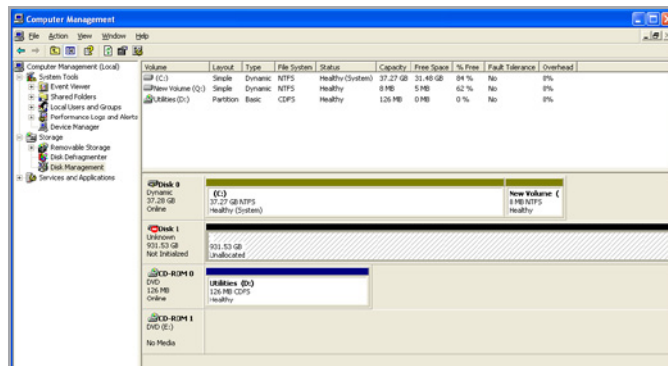 Computer Management
File Action View Window Help
Computer Management (Local)
System Tools
Event Viewer
Shared Folders
Local Users and Groups
Performance Logs and Alerts
Device Manager
Storage
Removable Storage
Disk Defragmenter
Disk Management
Services and Applications
Volume Layout Type File System Status Capacity Free Space % Free Fault Tolerance Overhead
(C:) Simple Dynamic NTFS Healthy (System) 37.27 GB 31.48 GB 84 % No 0%
New Volume (Q:) Simple Dynamic NTFS Healthy 8 MB 5 MB 62 % No 0%
Utilities (D:) Partition Basic CDFS Healthy 126 MB 0 MB 0 % No 0%
Disk 0
Dynamic
37.28 GB
Online
(C:)
37.27 GB NTFS
Healthy (System)
New Volume (
8 MB NTFS
Healthy
Disk 1
Unknown
931.53 GB
Not Initialized
931.53 GB
Unallocated
CD-ROM 0
DVD
126 MB
Online
Utilities (D:)
126 MB CDFS
Healthy
CD-ROM 1
DVD (E:)
No Media